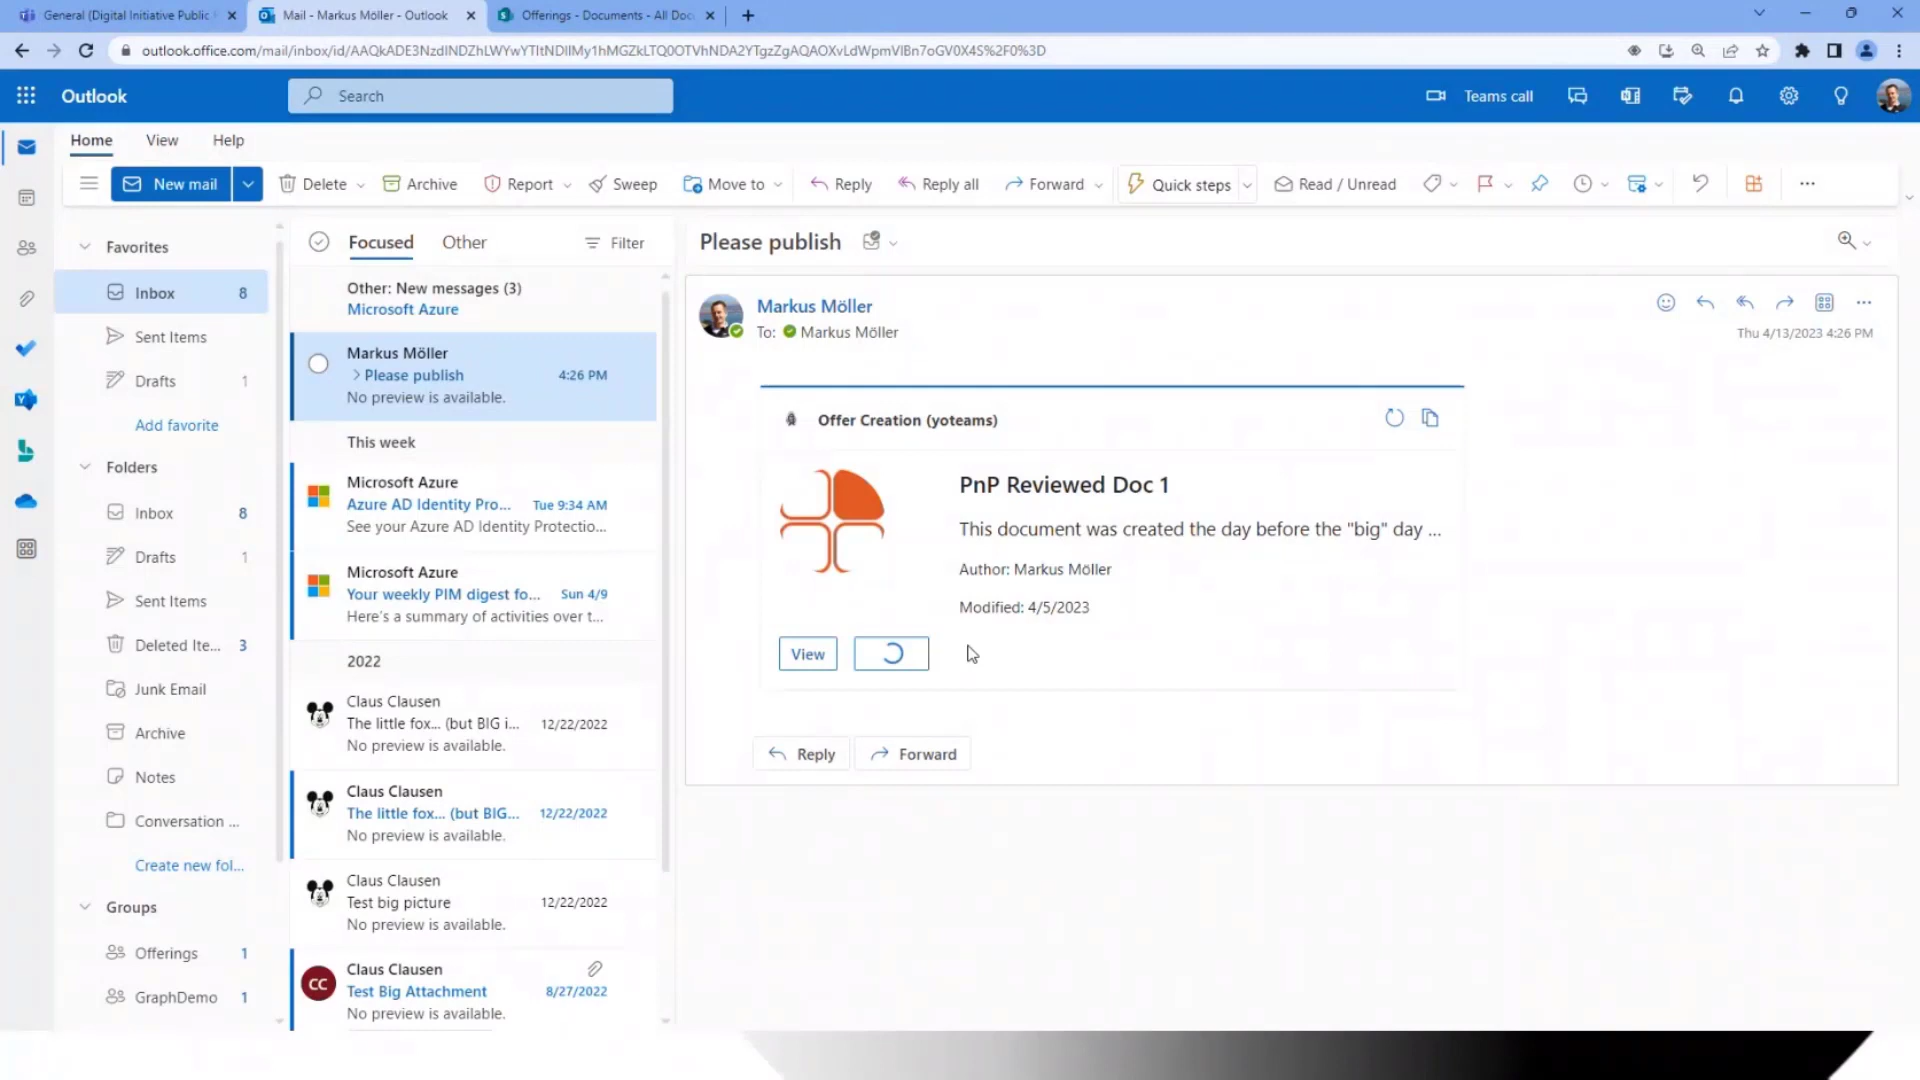 General (Digital Initiative Public
Mail - Markus Möller - Outlook
Offerings - Documents - All Doc
outlook.office.com/mail/inbox/id/
Outlook
Search
Teams call
Home
View
Help
New mail
Delete
Archive
Report
Sweep
Move to
Reply
Reply all
Forward
Quick steps
Read / Unread
Favorites
Inbox 8
Sent Items
Drafts 1
Add favorite
Folders
Inbox 8
Drafts 1
Sent Items
Deleted Ite... 3
Junk Email
Archive
Notes
Conversation ...
Create new fol...
Groups
Offerings 1
GraphDemo 1
Focused
Other
Filter
Other: New messages (3)
Microsoft Azure
Markus Möller
Please publish 4:26 PM
No preview is available.
This week
Microsoft Azure
Azure AD Identity Pro... Tue 9:34 AM
See your Azure AD Identity Protectio...
Microsoft Azure
Your weekly PIM digest fo... Sun 4/9
Here's a summary of activities over t...
2022
Claus Clausen
The little fox... (but BIG i... 12/22/2022
No preview is available.
Claus Clausen
The little fox... (but BIG... 12/22/2022
No preview is available.
Claus Clausen
Test big picture 12/22/2022
No preview is available.
CC
Claus Clausen
Test Big Attachment 8/27/2022
No preview is available.
Please publish
Markus Möller
To: Markus Möller
Thu 4/13/2023 4:26 PM
Offer Creation (yoteams)
PnP Reviewed Doc 1
This document was created the day before the "big" day ...
Author: Markus Möller
Modified: 4/5/2023
View
Reply
Forward